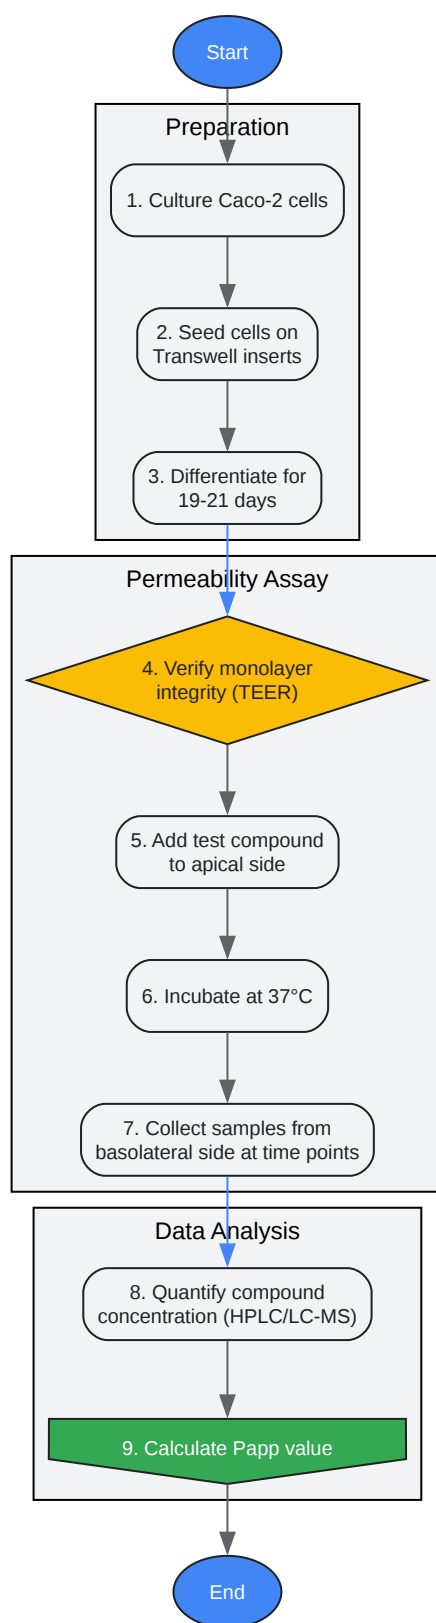 Start
Preparation
1. Culture Caco-2 cells
2. Seed cells on
Transwell inserts
3. Differentiate for
19-21 days
Permeability Assay
4. Verify monolayer
integrity (TEER)
5. Add test compound
to apical side
6. Incubate at 37°C
7. Collect samples from
basolateral side at time points
Data Analysis
8. Quantify compound
concentration (HPLC/LC-MS)
9. Calculate Papp value
End